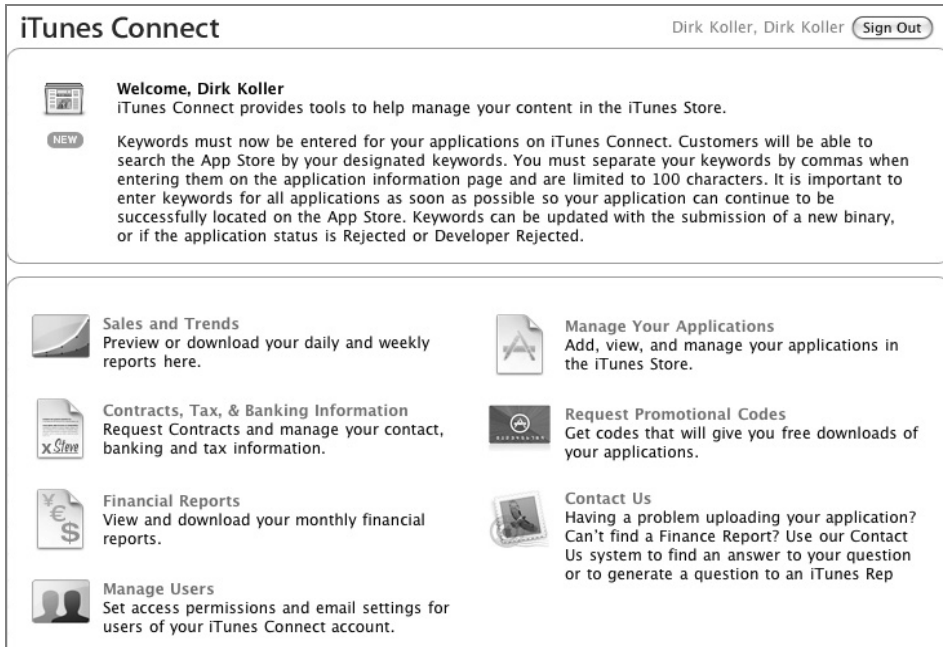 iTunes Connect
Dirk Koller, Dirk Koller Sign Out
Welcome, Dirk Koller
iTunes Connect provides tools to help manage your content in the iTunes Store.
NEW
Keywords must now be entered for your applications on iTunes Connect. Customers will be able to
search the App Store by your designated keywords. You must separate your keywords by commas when
entering them on the application information page and are limited to 100 characters. It is important to
enter keywords for all applications as soon as possible so your application can continue to be
successfully located on the App Store. Keywords can be updated with the submission of a new binary,
or if the application status is Rejected or Developer Rejected.
Sales and Trends
Preview or download your daily and weekly
reports here.
Contracts, Tax, & Banking Information
Request Contracts and manage your contact,
banking and tax information.
x Steve
Financial Reports
View and download your monthly financial
reports.
¥
€
$
Manage Users
Set access permissions and email settings for
users of your iTunes Connect account.
Manage Your Applications
Add, view, and manage your applications in
the iTunes Store.
Request Promotional Codes
Get codes that will give you free downloads of
your applications.
Contact Us
Having a problem uploading your application?
Can't find a Finance Report? Use our Contact
Us system to find an answer to your question
or to generate a question to an iTunes Rep